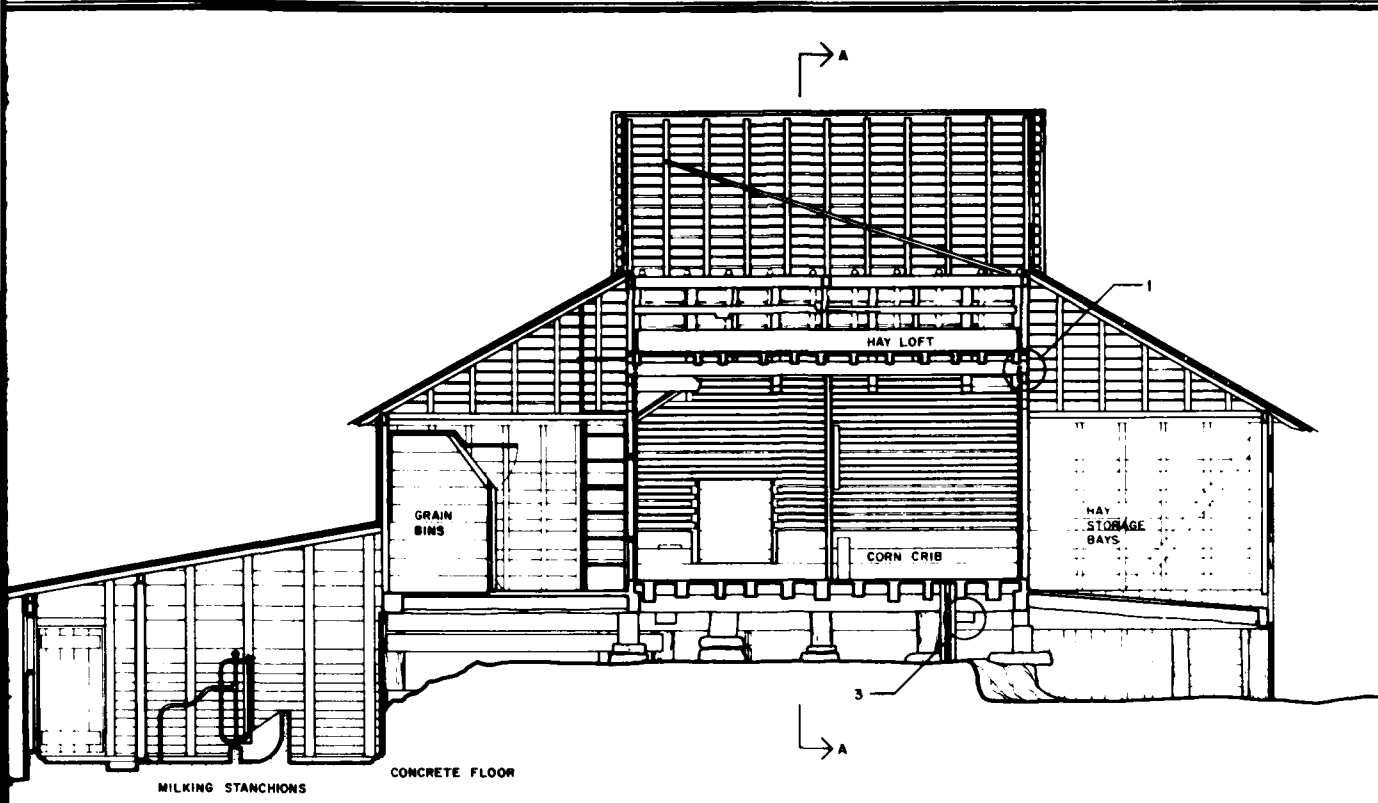 A
1
HAY LOFT
GRAIN
BINS
HAY
STORAGE
BAYS
CORN CRIB
3
A
CONCRETE FLOOR
MILKING STANCHIONS